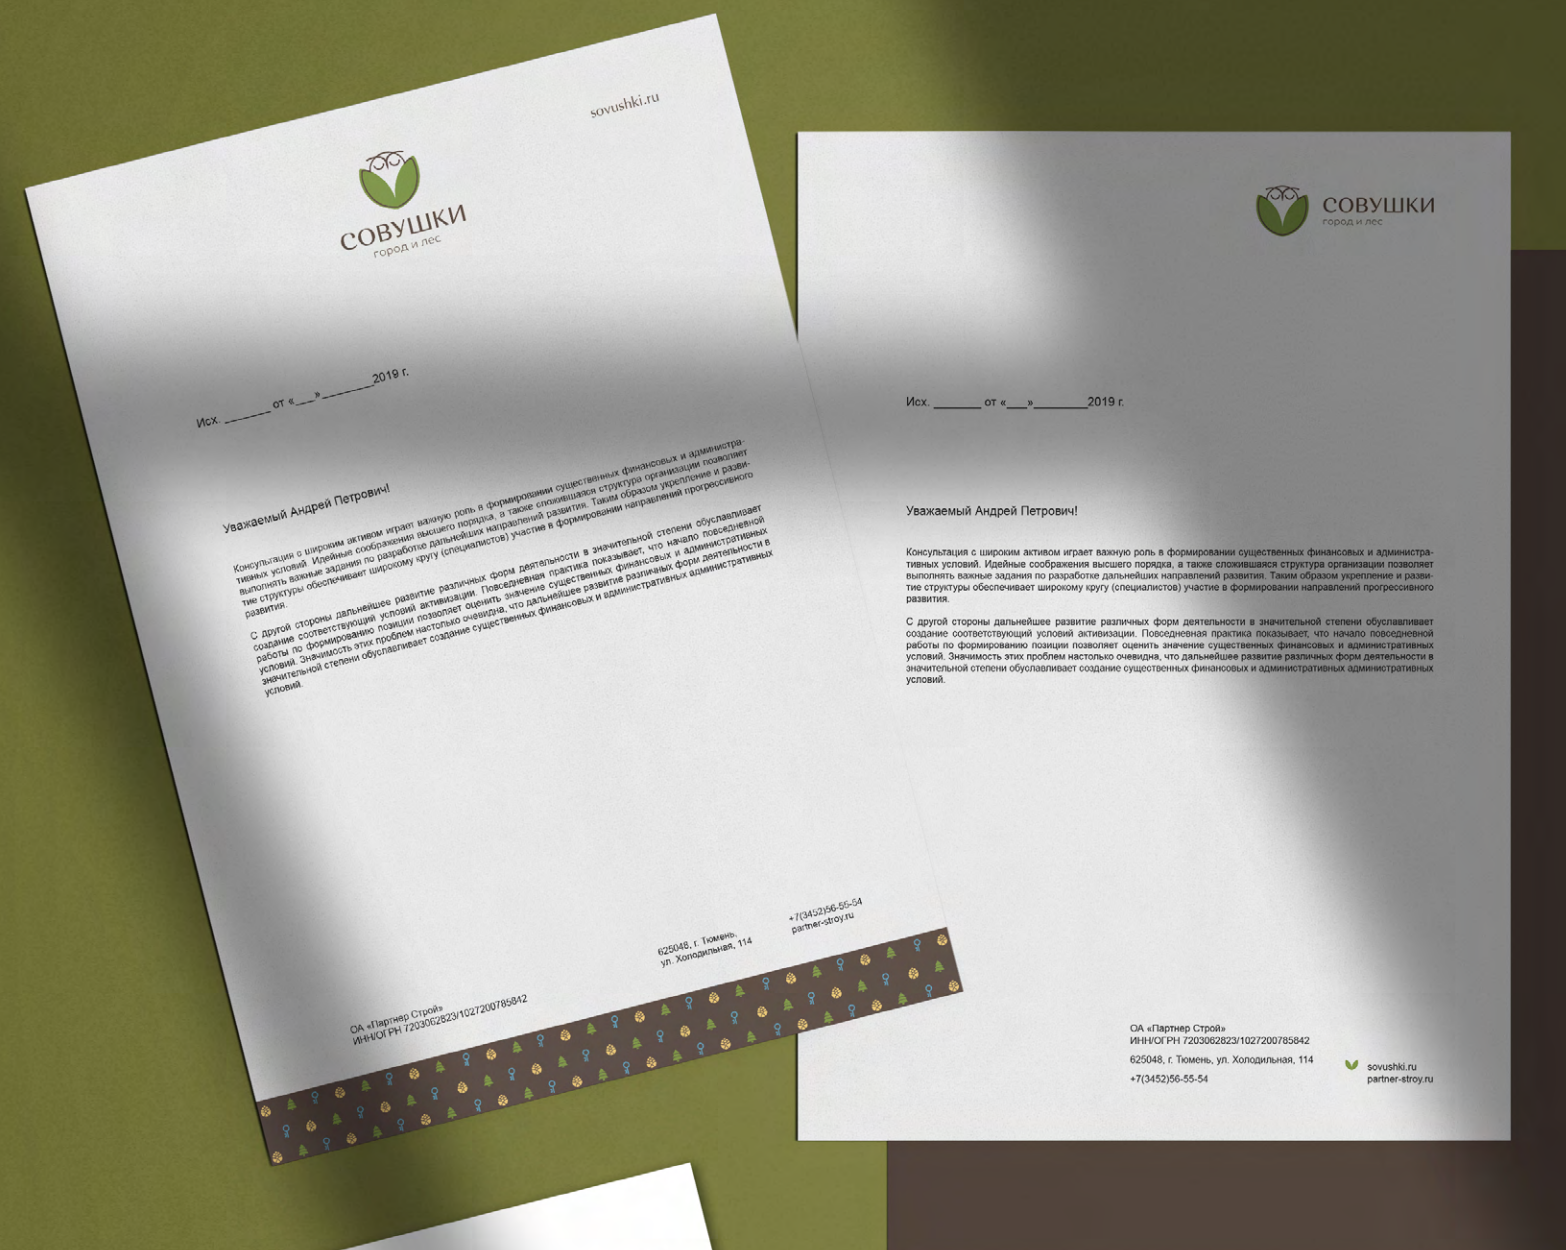 sovushki.ru
СОВУШКИ
город и лес
Исх. _______ от «___»________2019 г.
Уважаемый Андрей Петрович!
Консультация с широким активом играет важную роль в формировании существенных финансовых и администра-
тивных условий. Идейные соображения высшего порядка, а также сложившаяся структура организации позволяет
выполнять важные задания по разработке дальнейших направлений развития. Таким образом укрепление и разви-
тие структуры обеспечивает широкому кругу (специалистов) участие в формировании направлений прогрессивного
развития.
С другой стороны дальнейшее развитие различных форм деятельности в значительной степени обуславливает
создание соответствующий условий активизации. Повседневная практика показывает, что начало повседневной
работы по формированию позиции позволяет оценить значение существенных финансовых и административных
условий. Значимость этих проблем настолько очевидна, что дальнейшее развитие различных форм деятельности в
значительной степени обуславливает создание существенных финансовых и административных административных
условий.
ОА «Партнер Строй»
ИНН/ОГРН 7203062823/1027200785842
625048, г. Тюмень,
ул. Холодильная, 114
+7(3452)56-55-54
partner-stroy.ru
СОВУШКИ
город и лес
Исх. _______ от «___»________2019 г.
Уважаемый Андрей Петрович!
Консультация с широким активом играет важную роль в формировании существенных финансовых и администра-
тивных условий. Идейные соображения высшего порядка, а также сложившаяся структура организации позволяет
выполнять важные задания по разработке дальнейших направлений развития. Таким образом укрепление и разви-
тие структуры обеспечивает широкому кругу (специалистов) участие в формировании направлений прогрессивного
развития.
С другой стороны дальнейшее развитие различных форм деятельности в значительной степени обуславливает
создание соответствующий условий активизации. Повседневная практика показывает, что начало повседневной
работы по формированию позиции позволяет оценить значение существенных финансовых и административных
условий. Значимость этих проблем настолько очевидна, что дальнейшее развитие различных форм деятельности в
значительной степени обуславливает создание существенных финансовых и административных административных
условий.
ОА «Партнер Строй»
ИНН/ОГРН 7203062823/1027200785842
625048, г. Тюмень, ул. Холодильная, 114
+7(3452)56-55-54
sovushki.ru
partner-stroy.ru